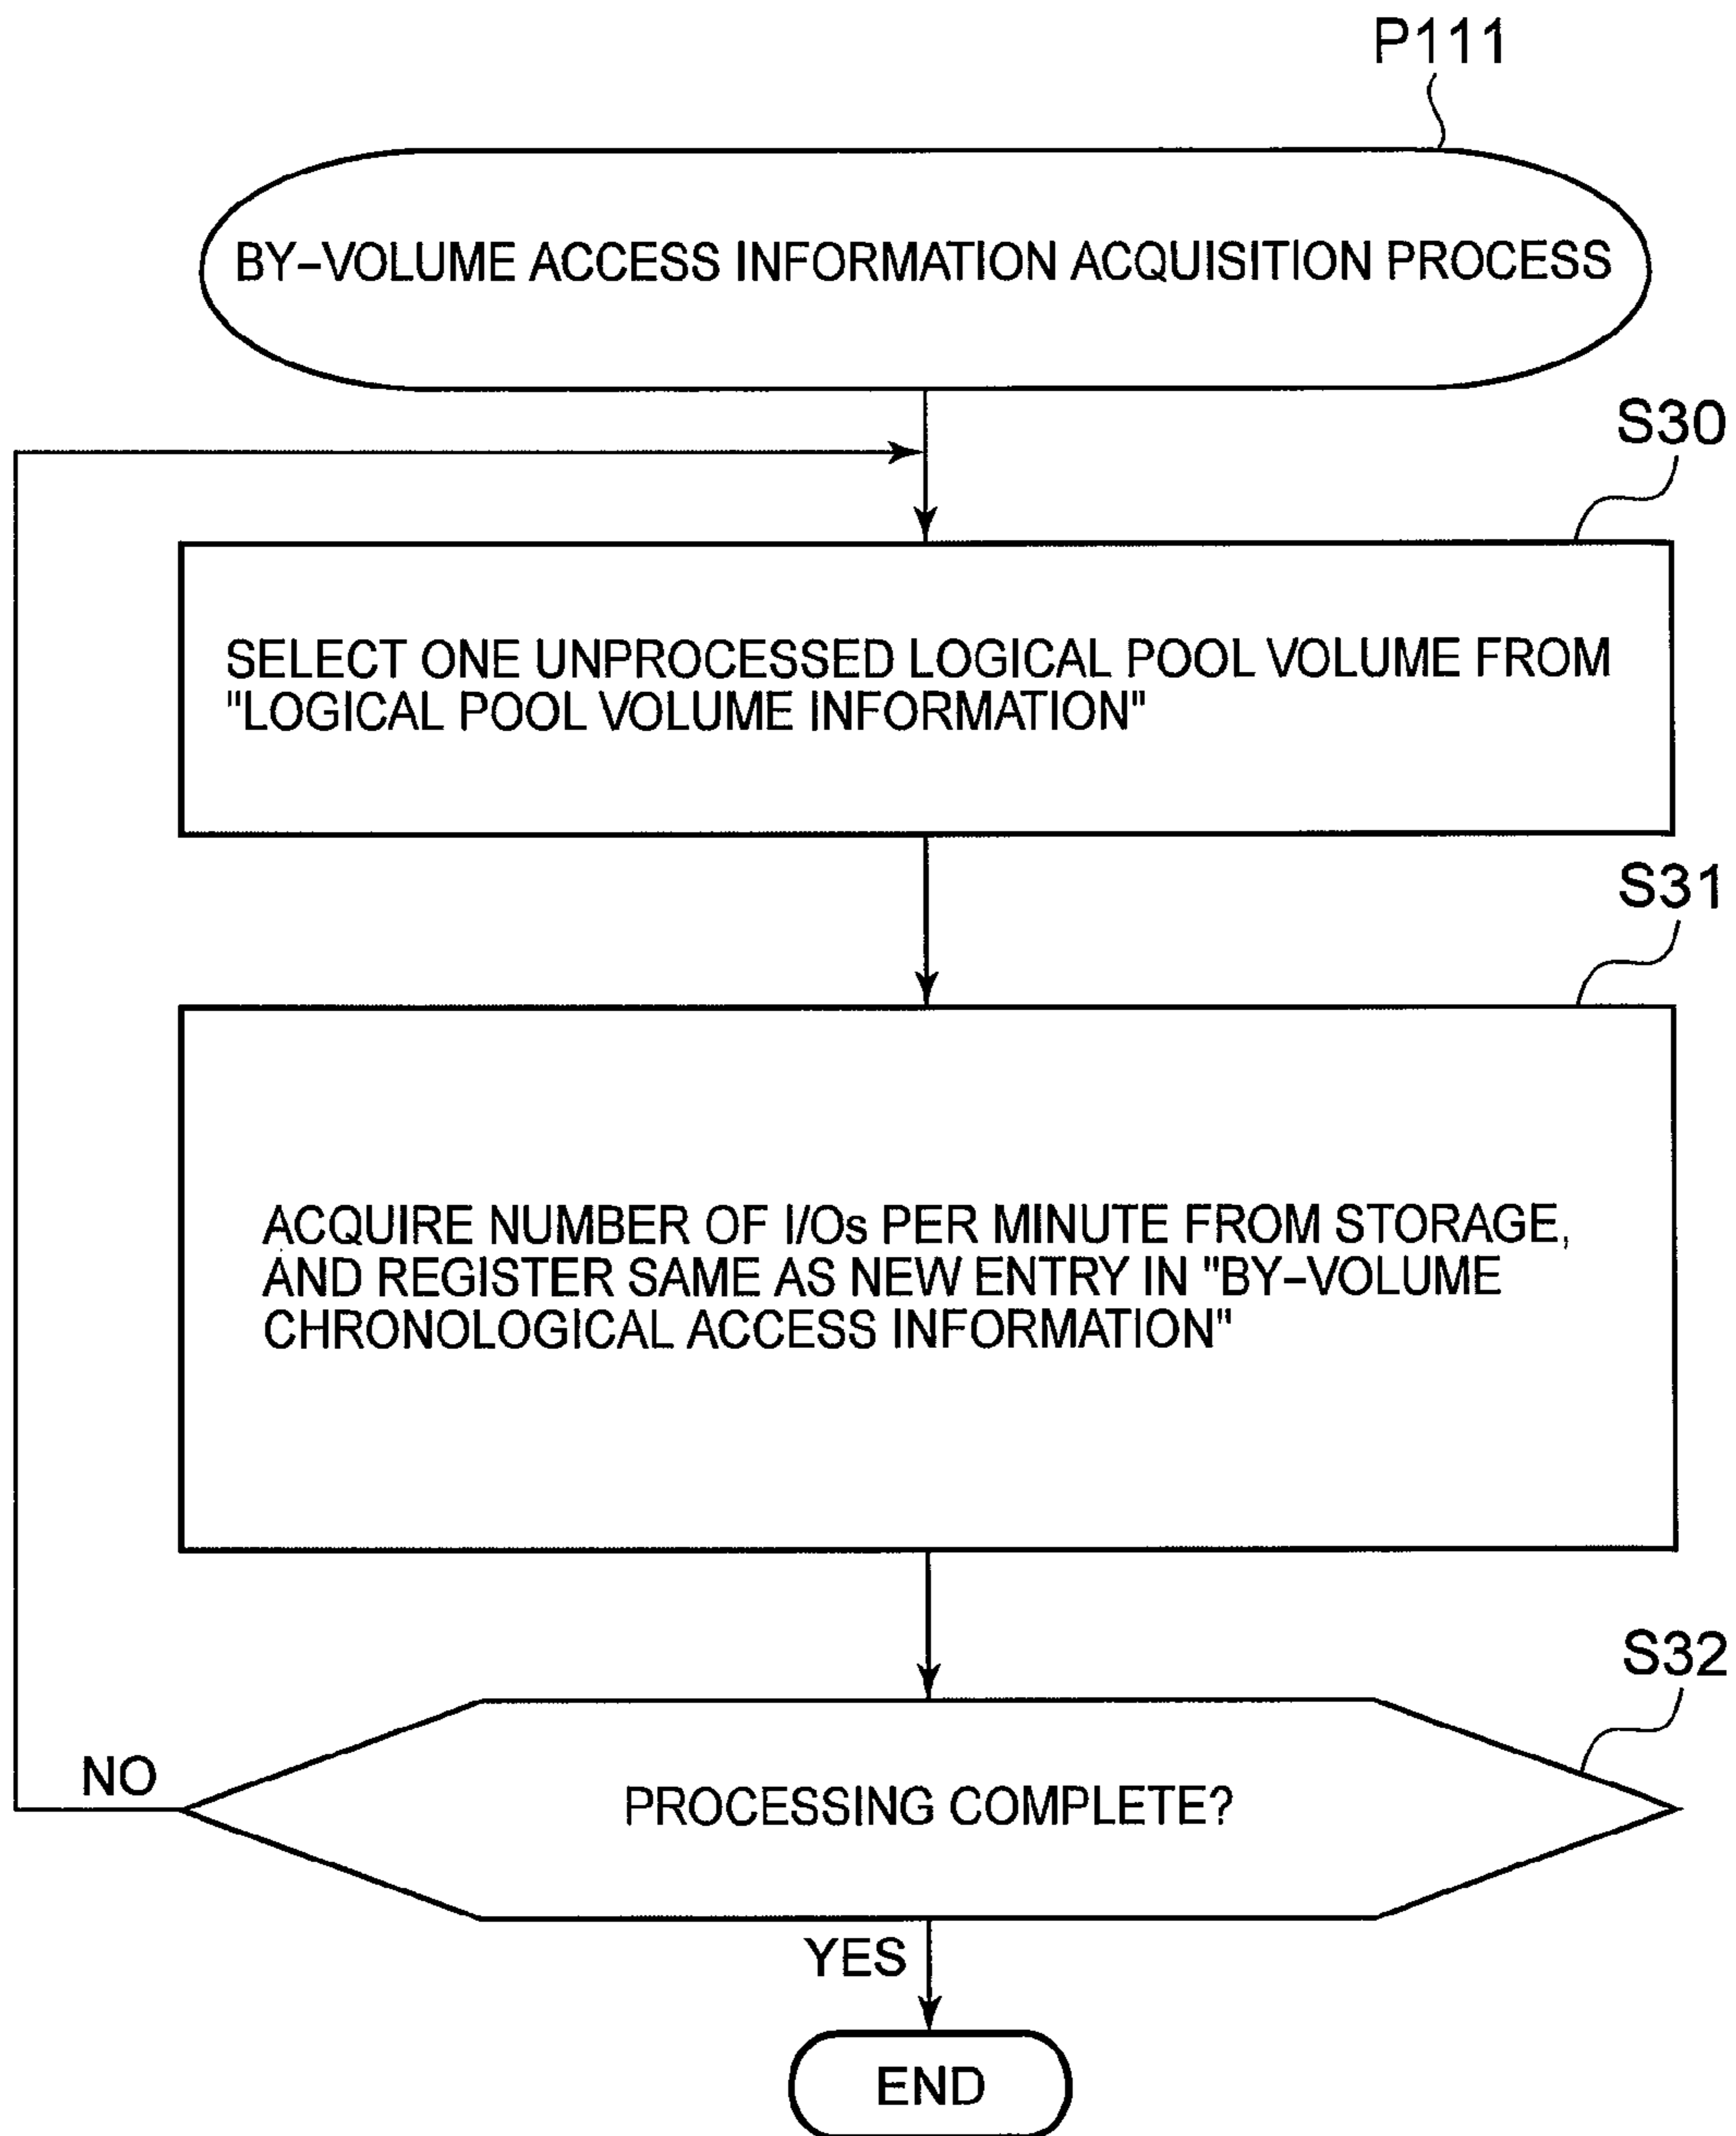 P111
BY-VOLUME ACCESS INFORMATION ACQUISITION PROCESS
S30
SELECT ONE UNPROCESSED LOGICAL POOL VOLUME FROM
"LOGICAL POOL VOLUME INFORMATION"
S31
ACQUIRE NUMBER OF I/Os PER MINUTE FROM STORAGE,
AND REGISTER SAME AS NEW ENTRY IN "BY-VOLUME
CHRONOLOGICAL ACCESS INFORMATION"
S32
NO
PROCESSING COMPLETE?
YES
END